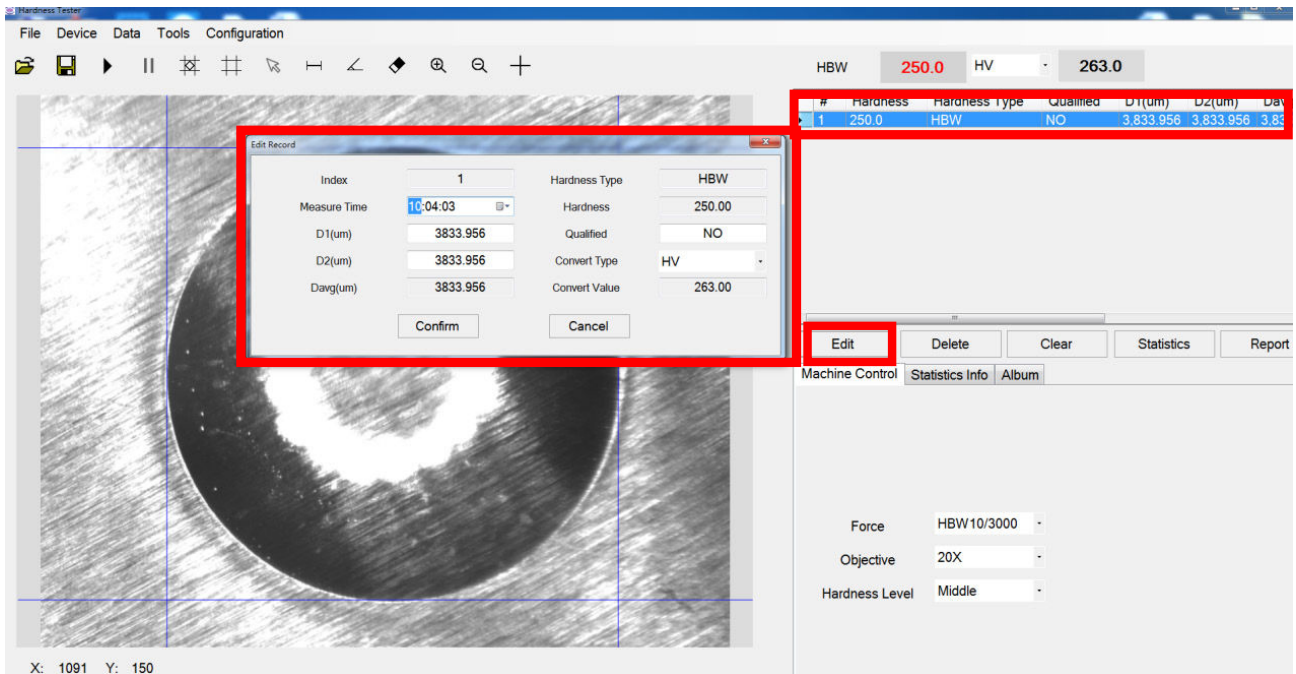 Hardness Tester
File Device Data Tools Configuration
HBW 250.0 HV 263.0
# Hardness Hardness Type Qualified D1(um) D2(um)
1 250.0 HBW NO 3,833.956 3,833.956
Edit Record
Index 1 Hardness Type HBW
Measure Time 10:04:03 Hardness 250.00
D1(um) 3833.956 Qualified NO
D2(um) 3833.956 Convert Type HV
Davg(um) 3833.956 Convert Value 263.00
Confirm Cancel
Edit Delete Clear Statistics Report
Machine Control Statistics Info Album
Force HBW10/3000
Objective 20X
Hardness Level Middle
X: 1091 Y: 150